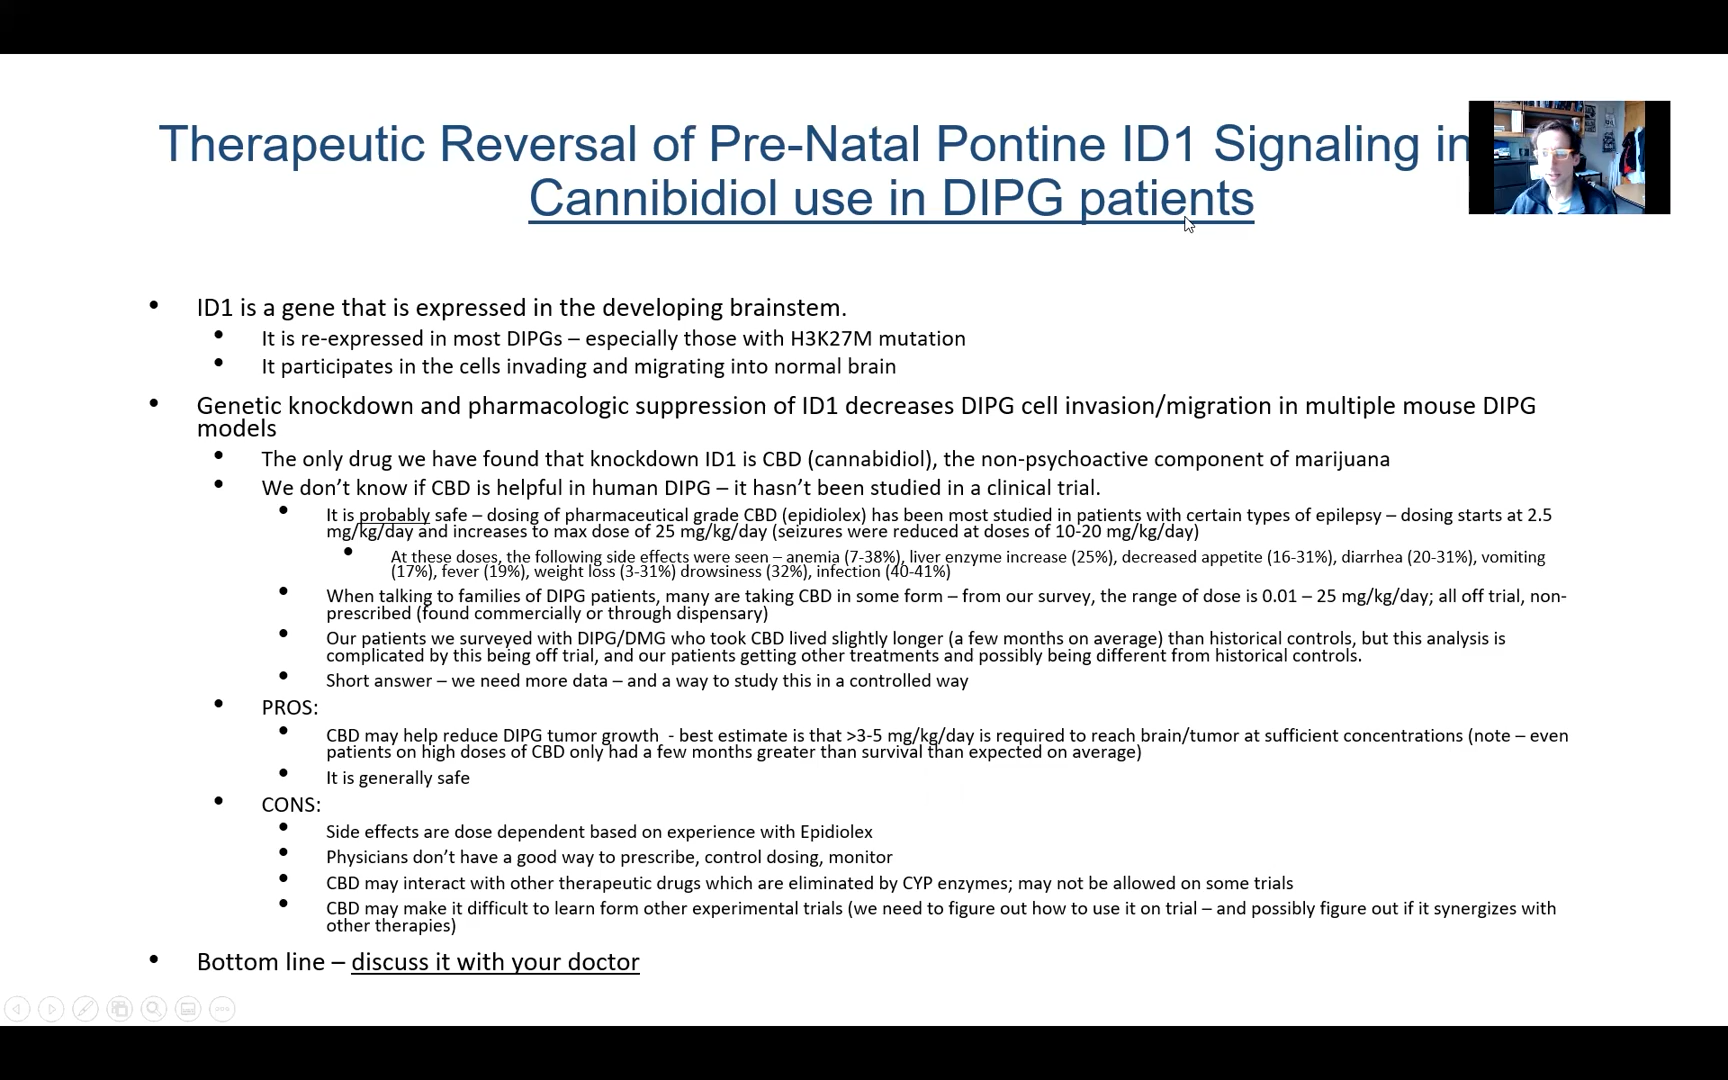 Therapeutic Reversal of Pre-Natal Pontine ID1 Signaling in
Cannibidiol use in DIPG patients
• ID1 is a gene that is expressed in the developing brainstem.
• It is re-expressed in most DIPGs – especially those with H3K27M mutation
• It participates in the cells invading and migrating into normal brain
• Genetic knockdown and pharmacologic suppression of ID1 decreases DIPG cell invasion/migration in multiple mouse DIPG
models
• The only drug we have found that knockdown ID1 is CBD (cannabidiol), the non-psychoactive component of marijuana
• We don’t know if CBD is helpful in human DIPG – it hasn’t been studied in a clinical trial.
• It is probably safe – dosing of pharmaceutical grade CBD (epidiolex) has been most studied in patients with certain types of epilepsy – dosing starts at 2.5
mg/kg/day and increases to max dose of 25 mg/kg/day (seizures were reduced at doses of 10-20 mg/kg/day)
• At these doses, the following side effects were seen – anemia (7-38%), liver enzyme increase (25%), decreased appetite (16-31%), diarrhea (20-31%), vomiting
(17%), fever (19%), weight loss (3-31%) drowsiness (32%), infection (40-41%)
• When talking to families of DIPG patients, many are taking CBD in some form – from our survey, the range of dose is 0.01 – 25 mg/kg/day; all off trial, non-
prescribed (found commercially or through dispensary)
• Our patients we surveyed with DIPG/DMG who took CBD lived slightly longer (a few months on average) than historical controls, but this analysis is
complicated by this being off trial, and our patients getting other treatments and possibly being different from historical controls.
• Short answer – we need more data – and a way to study this in a controlled way
• PROS:
• CBD may help reduce DIPG tumor growth - best estimate is that >3-5 mg/kg/day is required to reach brain/tumor at sufficient concentrations (note – even
patients on high doses of CBD only had a few months greater than survival than expected on average)
• It is generally safe
• CONS:
• Side effects are dose dependent based on experience with Epidiolex
• Physicians don’t have a good way to prescribe, control dosing, monitor
• CBD may interact with other therapeutic drugs which are eliminated by CYP enzymes; may not be allowed on some trials
• CBD may make it difficult to learn form other experimental trials (we need to figure out how to use it on trial – and possibly figure out if it synergizes with
other therapies)
• Bottom line – discuss it with your doctor